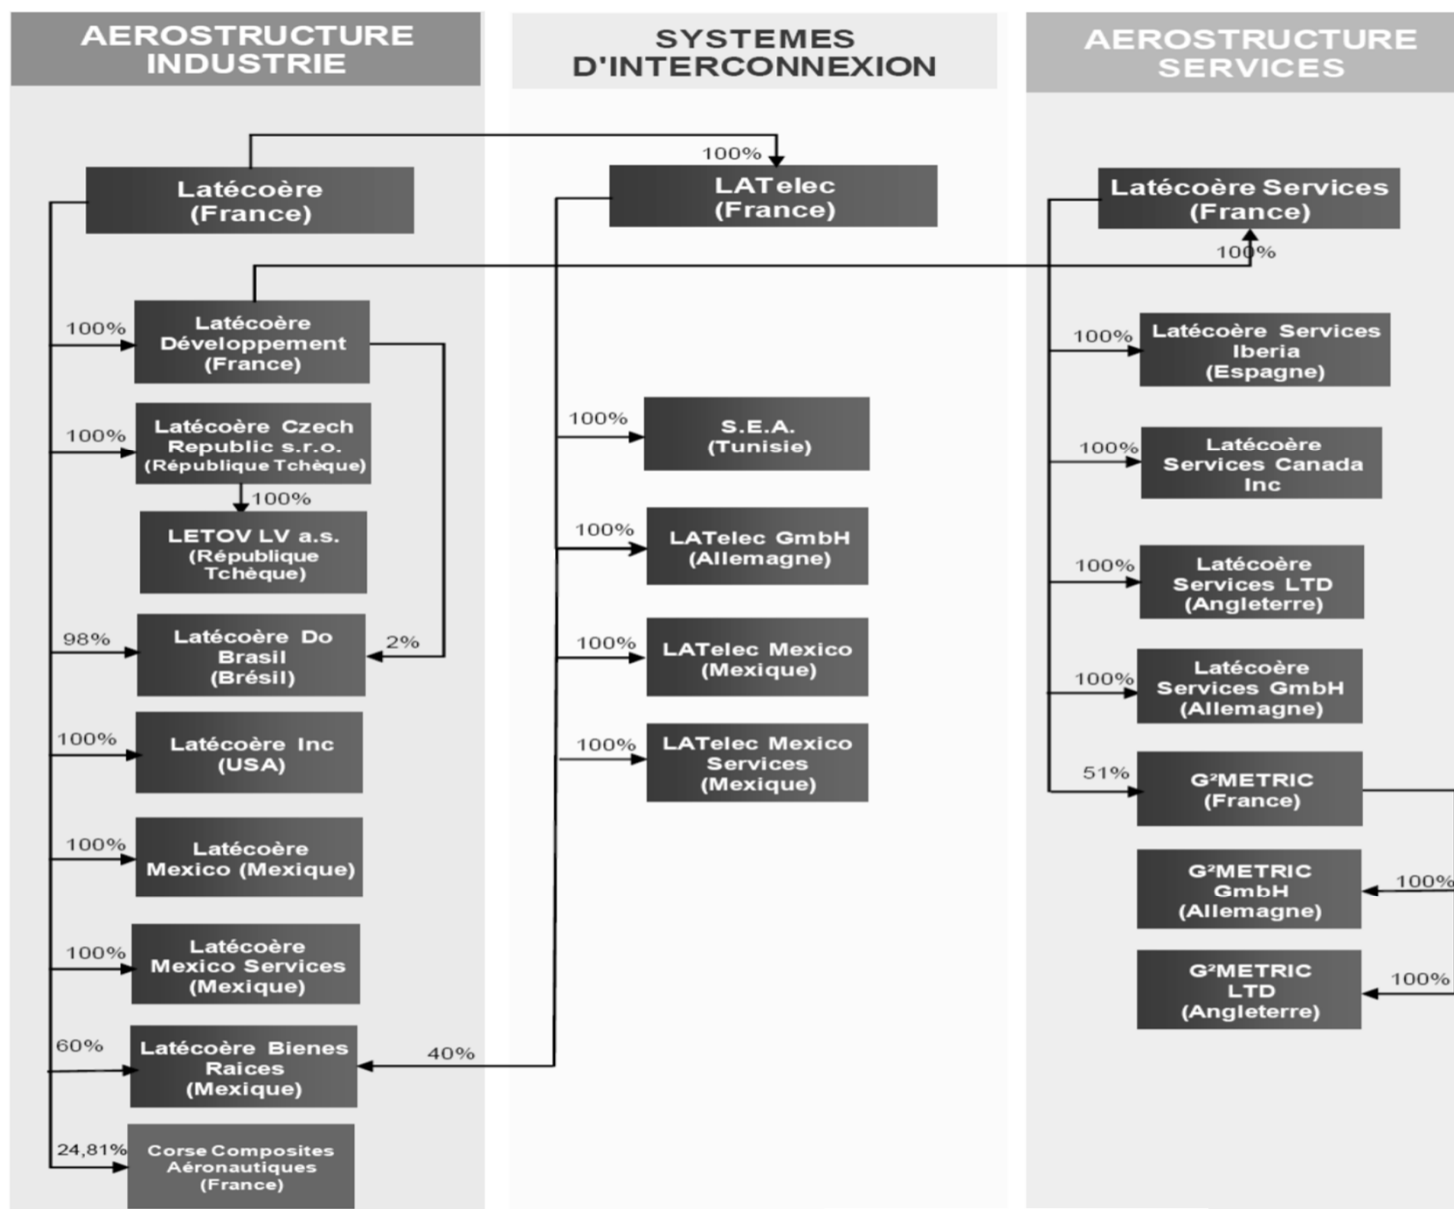 AEROSTRUCTURE
INDUSTRIE
100%
Latécoère
(France)
100%
Latécoère
Développement
(France)
100%
Latécoère Czech
Republic s.r.o.
(République Tchèque)
100%
LETOV LV a.s.
(République
Tchèque)
98%
Latécoère Do
Brasil
(Brésil)
2%
100%
Latécoère Inc
(USA)
100%
Latécoère
Mexico (Mexique)
100%
Latécoère
Mexico Services
(Mexique)
60%
Latécoère Bienes
Raices
(Mexique)
40%
24,81%
Corse Composites
Aéronautiques
(France)
SYSTEMES
D'INTERCONNEXION
LATelec
(France)
100%
S.E.A.
(Tunisie)
100%
LATelec GmbH
(Allemagne)
100%
LATelec Mexico
(Mexique)
100%
LATelec Mexico
Services
(Mexique)
AEROSTRUCTURE
SERVICES
Latécoère Services
(France)
100%
100%
Latécoère Services
Iberia
(Espagne)
100%
Latécoère
Services Canada
Inc
100%
Latécoère
Services LTD
(Angleterre)
100%
Latécoère
Services GmbH
(Allemagne)
51%
G²METRIC
(France)
G²METRIC
GmbH
(Allemagne)
100%
G²METRIC
LTD
(Angleterre)
100%